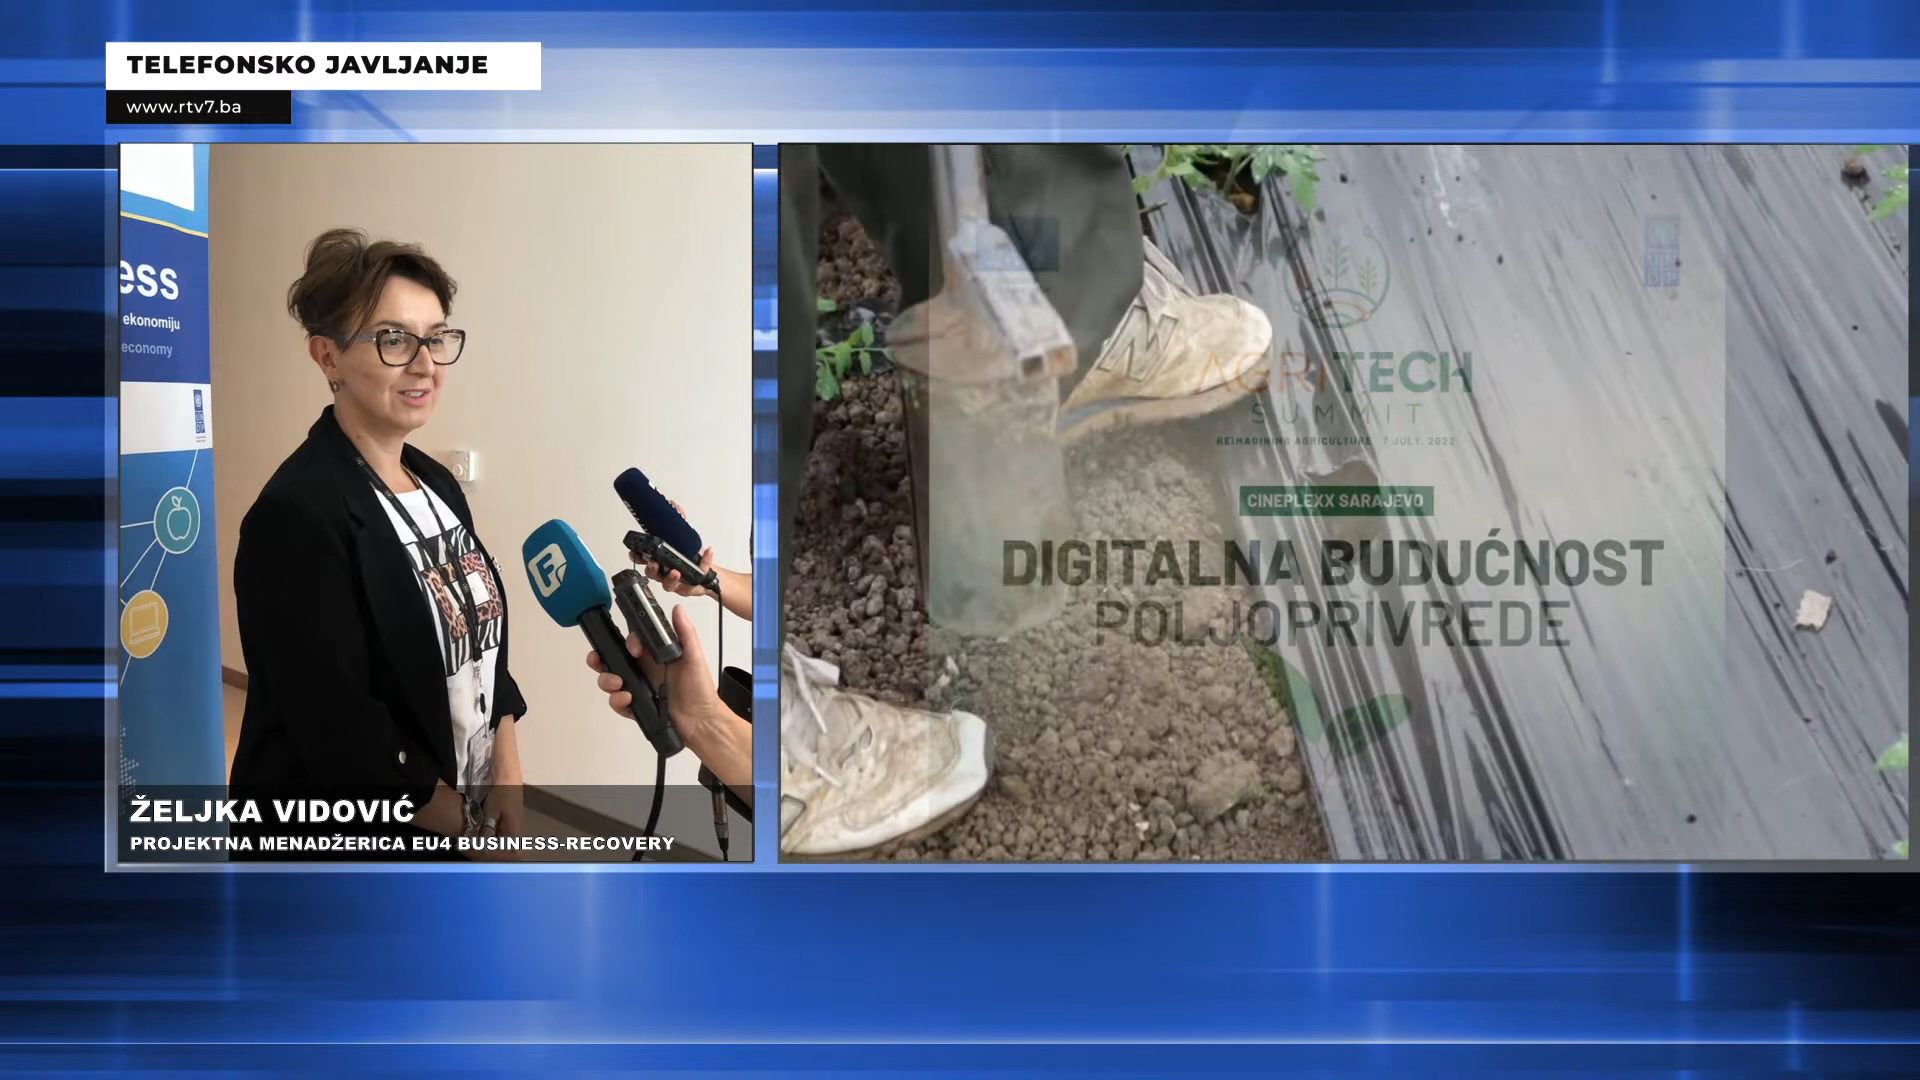 TELEFONSKO JAVLJANJE
www.rtv7.ba
ess
ekonomiju
economy
ŽELJKA VIDOVIĆ
PROJEKTNA MENADŽERICA EU4 BUSINESS-RECOVERY
AGRITECH
SUMMIT
REIMAGINING AGRICULTURE 7 JULY, 2022
CINEPLEXX SARAJEVO
DIGITALNA BUDUĆNOST
POLJOPRIVREDE